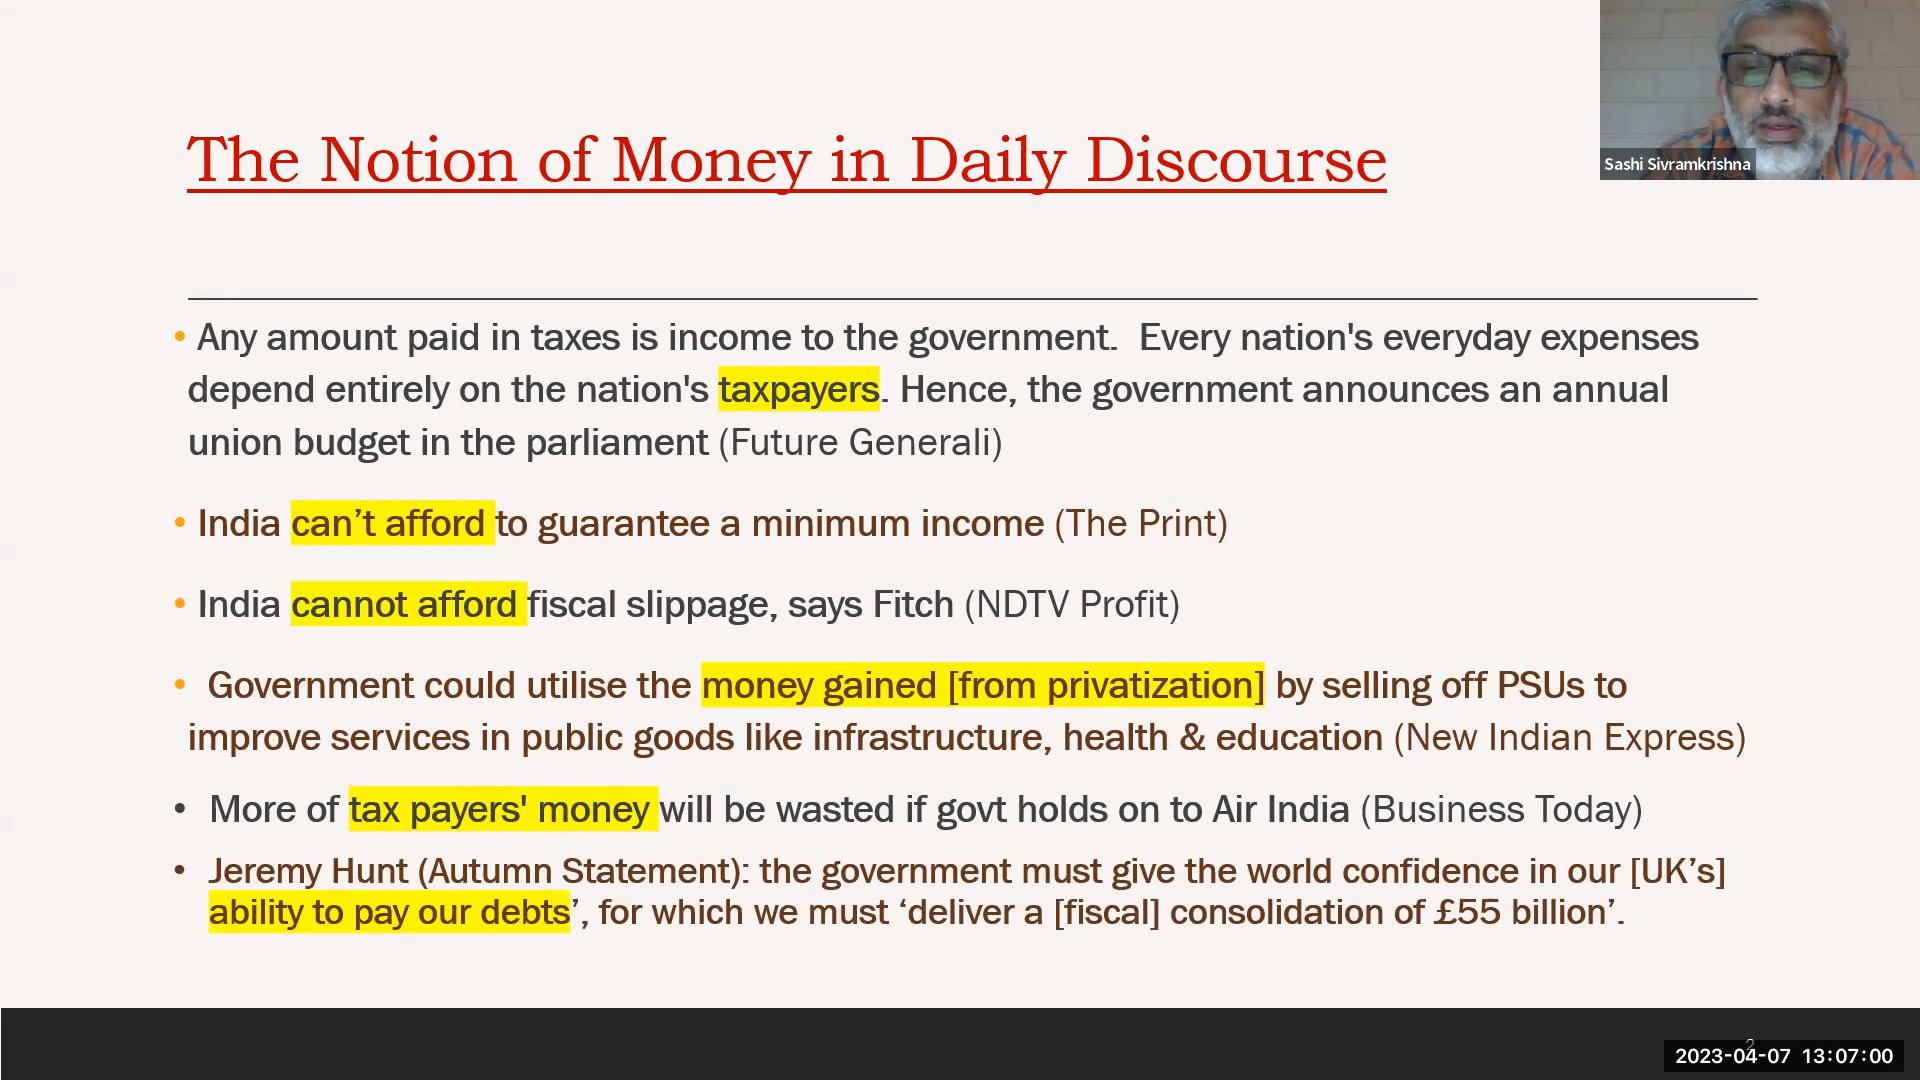 The Notion of Money in Daily Discourse
Sashi Sivramkrishna
• Any amount paid in taxes is income to the government.  Every nation's everyday expenses
depend entirely on the nation's taxpayers. Hence, the government announces an annual
union budget in the parliament (Future Generali)
• India can’t afford to guarantee a minimum income (The Print)
• India cannot afford fiscal slippage, says Fitch (NDTV Profit)
• Government could utilise the money gained [from privatization] by selling off PSUs to
improve services in public goods like infrastructure, health & education (New Indian Express)
• More of tax payers' money will be wasted if govt holds on to Air India (Business Today)
• Jeremy Hunt (Autumn Statement): the government must give the world confidence in our [UK’s]
ability to pay our debts’, for which we must ‘deliver a [fiscal] consolidation of £55 billion’.
2
2023-04-07 13:07:00